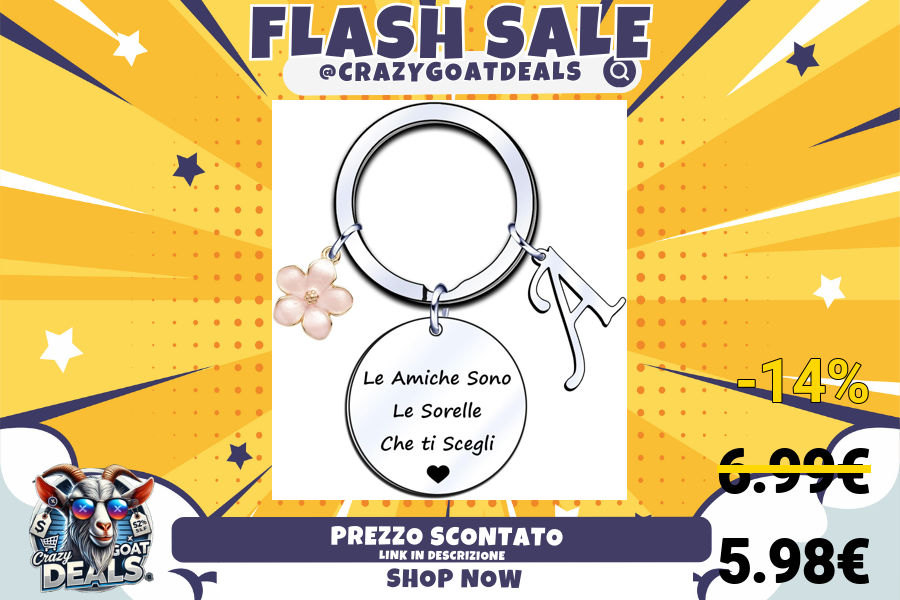 FLASH SALE
@CRAZYGOATDEALS
A
Le Amiche Sono
Le Sorelle
Che ti Scegli
-14%
6.99€
5.98€
PREZZO SCONTATO
LINK IN DESCRIZIONE
SHOP NOW
$
52%
Crazy
GOAT
DEALS